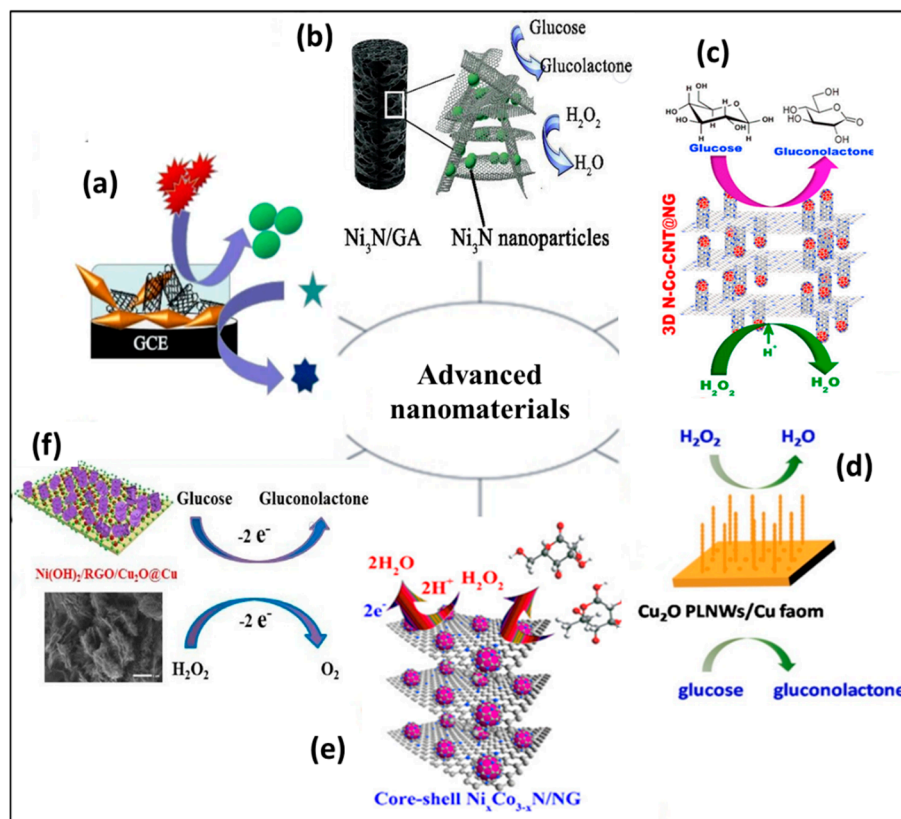 (a)
GCE
(b)
Glucose
Glucolactone
H₂O₂
H₂O
Ni₃N/GA
Ni₃N nanoparticles
(c)
Glucose
Gluconolactone
3D N-Co-CNT@NG
H⁺
H₂O₂
H₂O
Advanced
nanomaterials
(d)
H₂O₂
H₂O
Cu₂O PLNWs/Cu faom
glucose
gluconolactone
(e)
2H₂O
2H⁺
H₂O₂
2e⁻
Core-shell NiₓCo₃₋ₓN/NG
(f)
Glucose
Gluconolactone
-2 e⁻
Ni(OH)₂/RGO/Cu₂O@Cu
-2 e⁻
H₂O₂
O₂